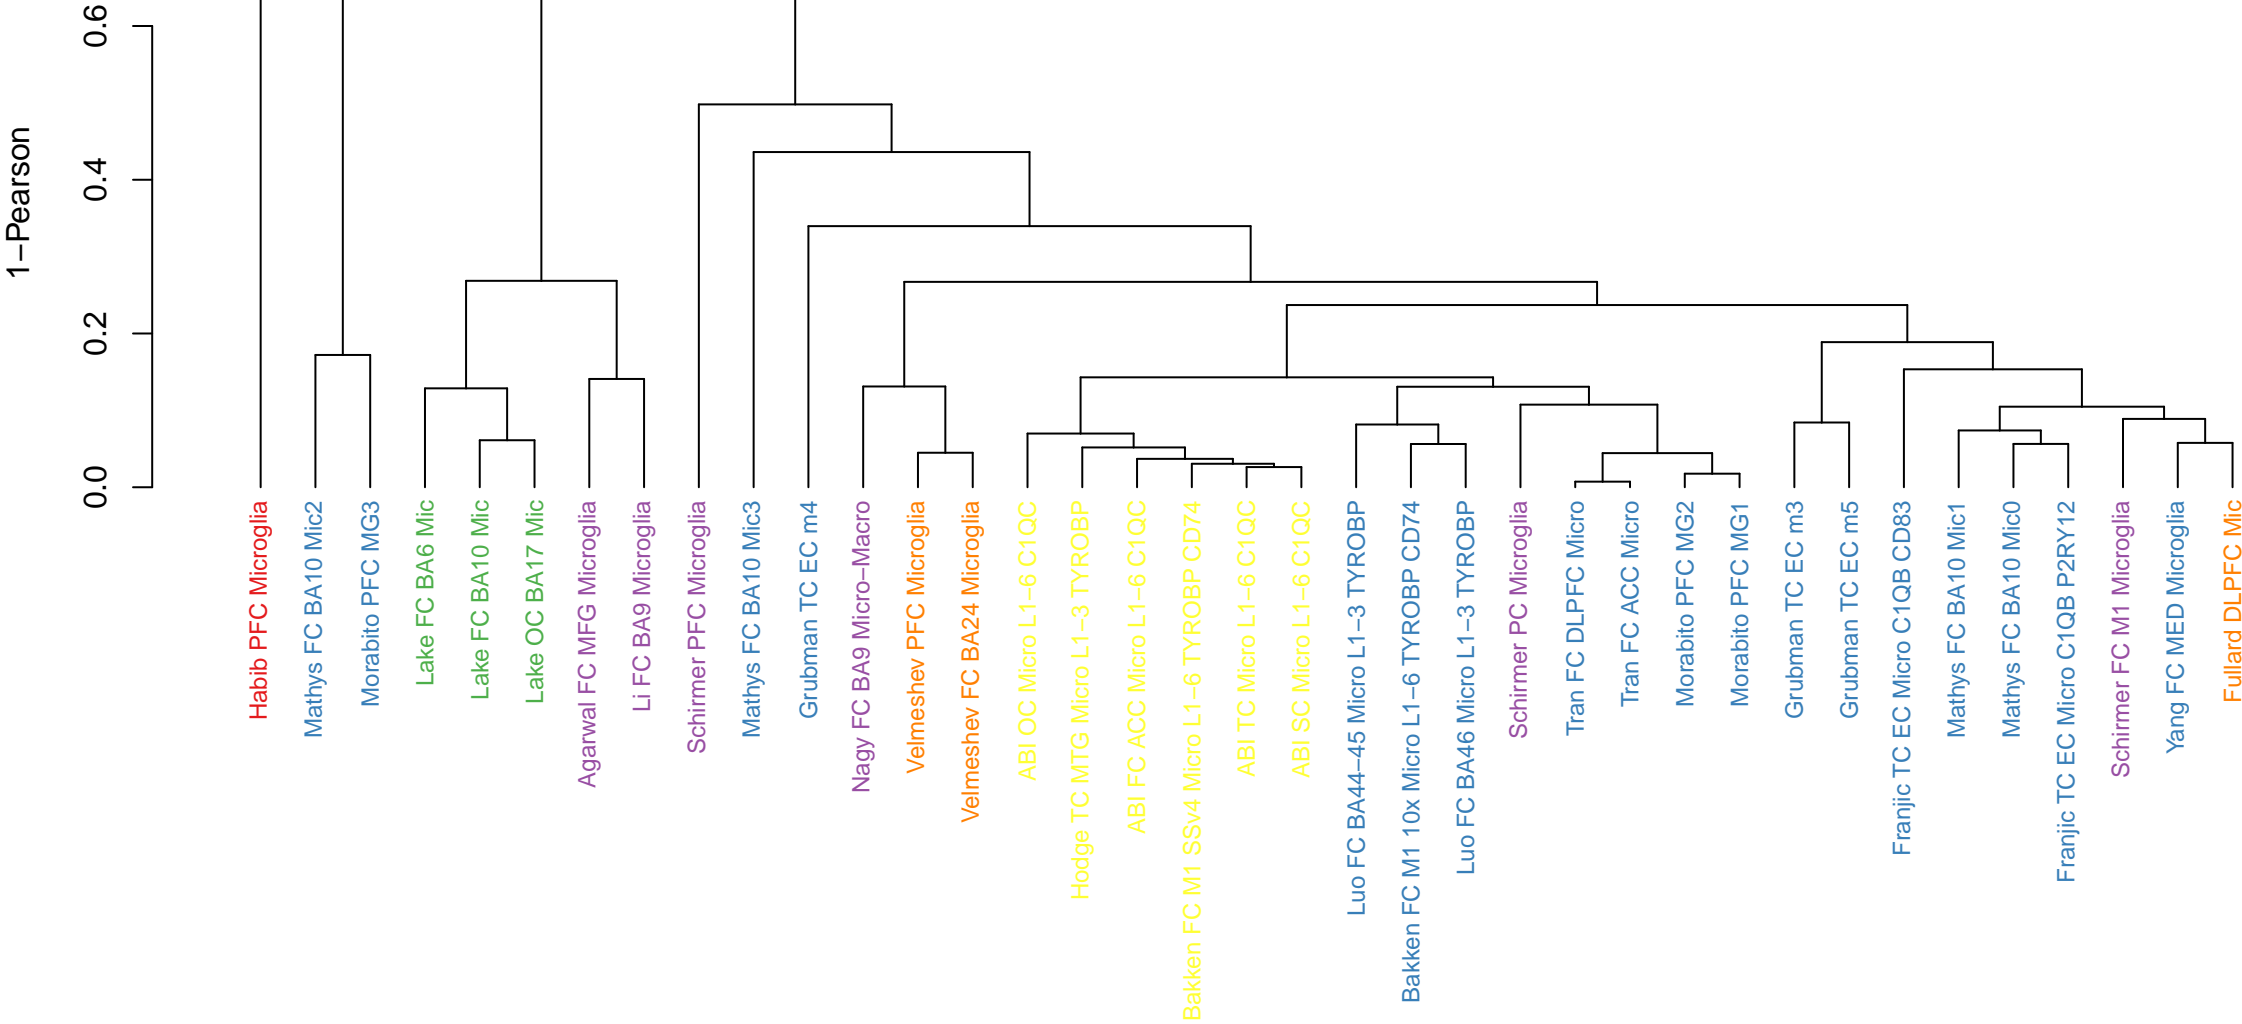 1−Pearson
0.6
0.4
0.2
0.0
Habib PFC Microglia
Mathys FC BA10 Mic2
Morabito PFC MG3
Lake FC BA6 Mic
Lake FC BA10 Mic
Lake OC BA17 Mic
Agarwal FC MFG Microglia
Li FC BA9 Microglia
Schirmer PFC Microglia
Mathys FC BA10 Mic3
Grubman TC EC m4
Nagy FC BA9 Micro−Macro
Velmeshev PFC Microglia
Velmeshev FC BA24 Microglia
ABI OC Micro L1−6 C1QC
Hodge TC MTG Micro L1−3 TYROBP
ABI FC ACC Micro L1−6 C1QC
Bakken FC M1 SSv4 Micro L1−6 TYROBP CD74
ABI TC Micro L1−6 C1QC
ABI SC Micro L1−6 C1QC
Luo FC BA44−45 Micro L1−3 TYROBP
Bakken FC M1 10x Micro L1−6 TYROBP CD74
Luo FC BA46 Micro L1−3 TYROBP
Schirmer PC Microglia
Tran FC DLPFC Micro
Tran FC ACC Micro
Morabito PFC MG2
Morabito PFC MG1
Grubman TC EC m3
Grubman TC EC m5
Franjic TC EC Micro C1QB CD83
Mathys FC BA10 Mic1
Mathys FC BA10 Mic0
Franjic TC EC Micro C1QB P2RY12
Schirmer FC M1 Microglia
Yang FC MED Microglia
Fullard DLPFC Mic